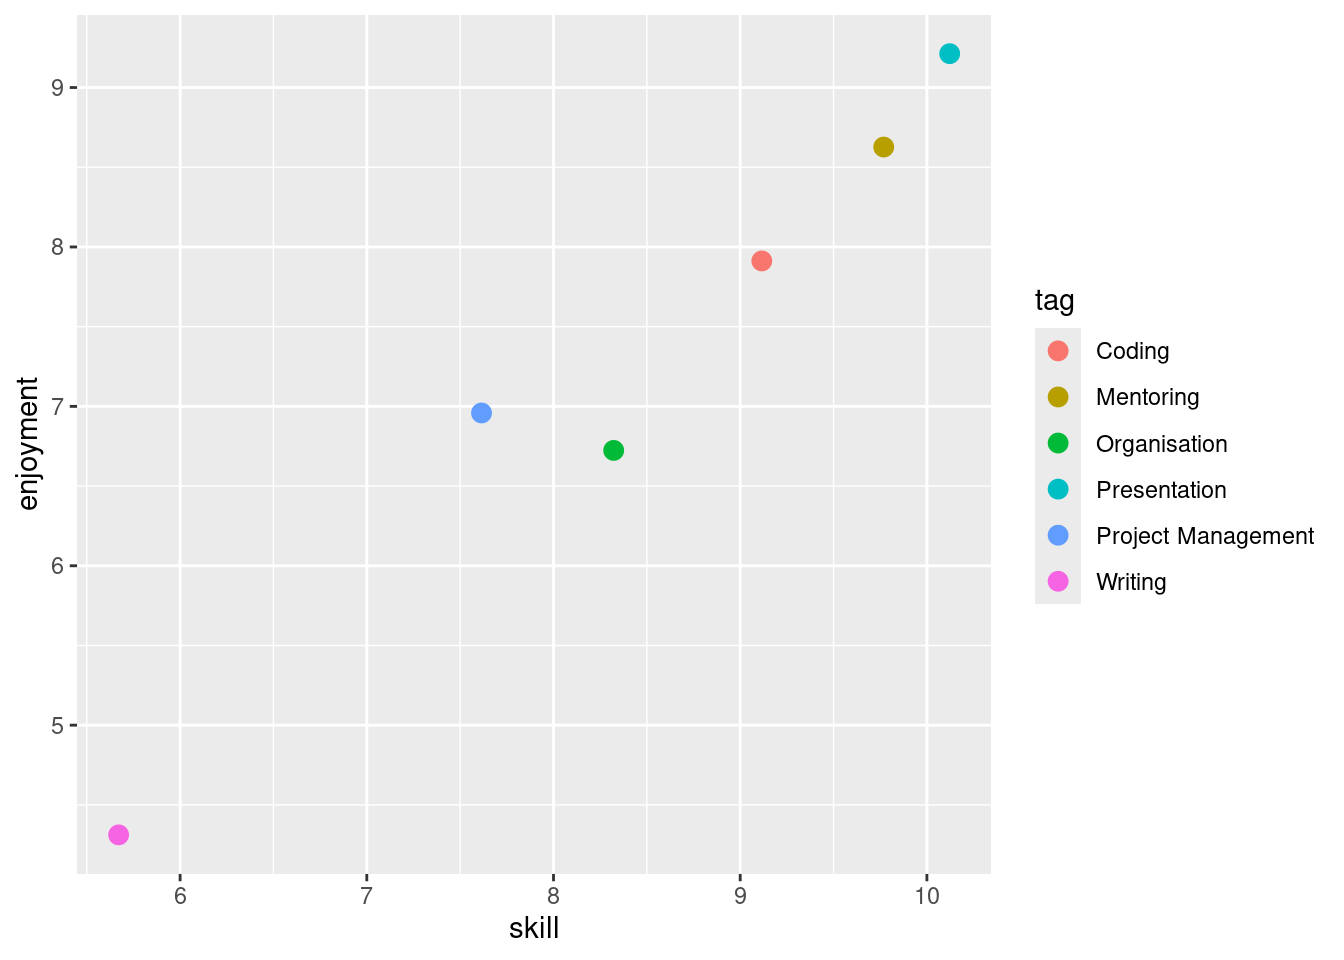 9
8
7
6
5
enjoyment
6 7 8 9 10
skill
tag
Coding
Mentoring
Organisation
Presentation
Project Management
Writing